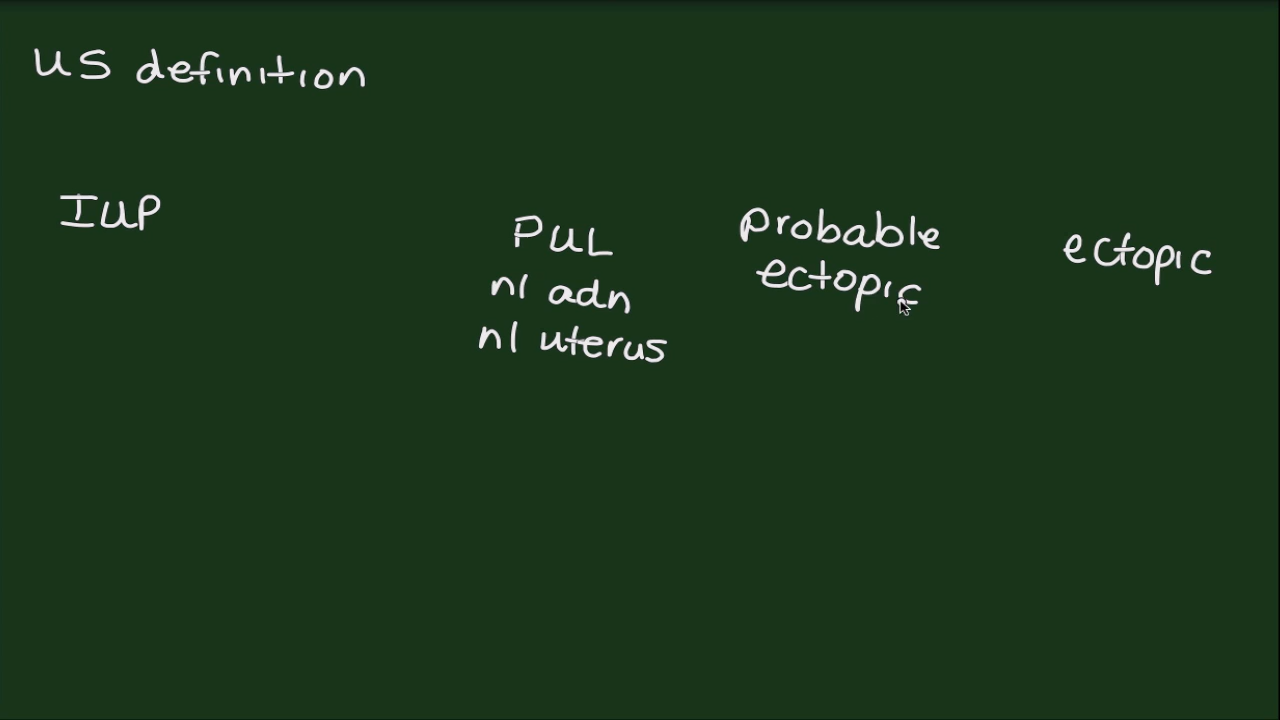 US definition
IUP
PUL
nl adn
nl uterus
probable
ectopic
ectopic